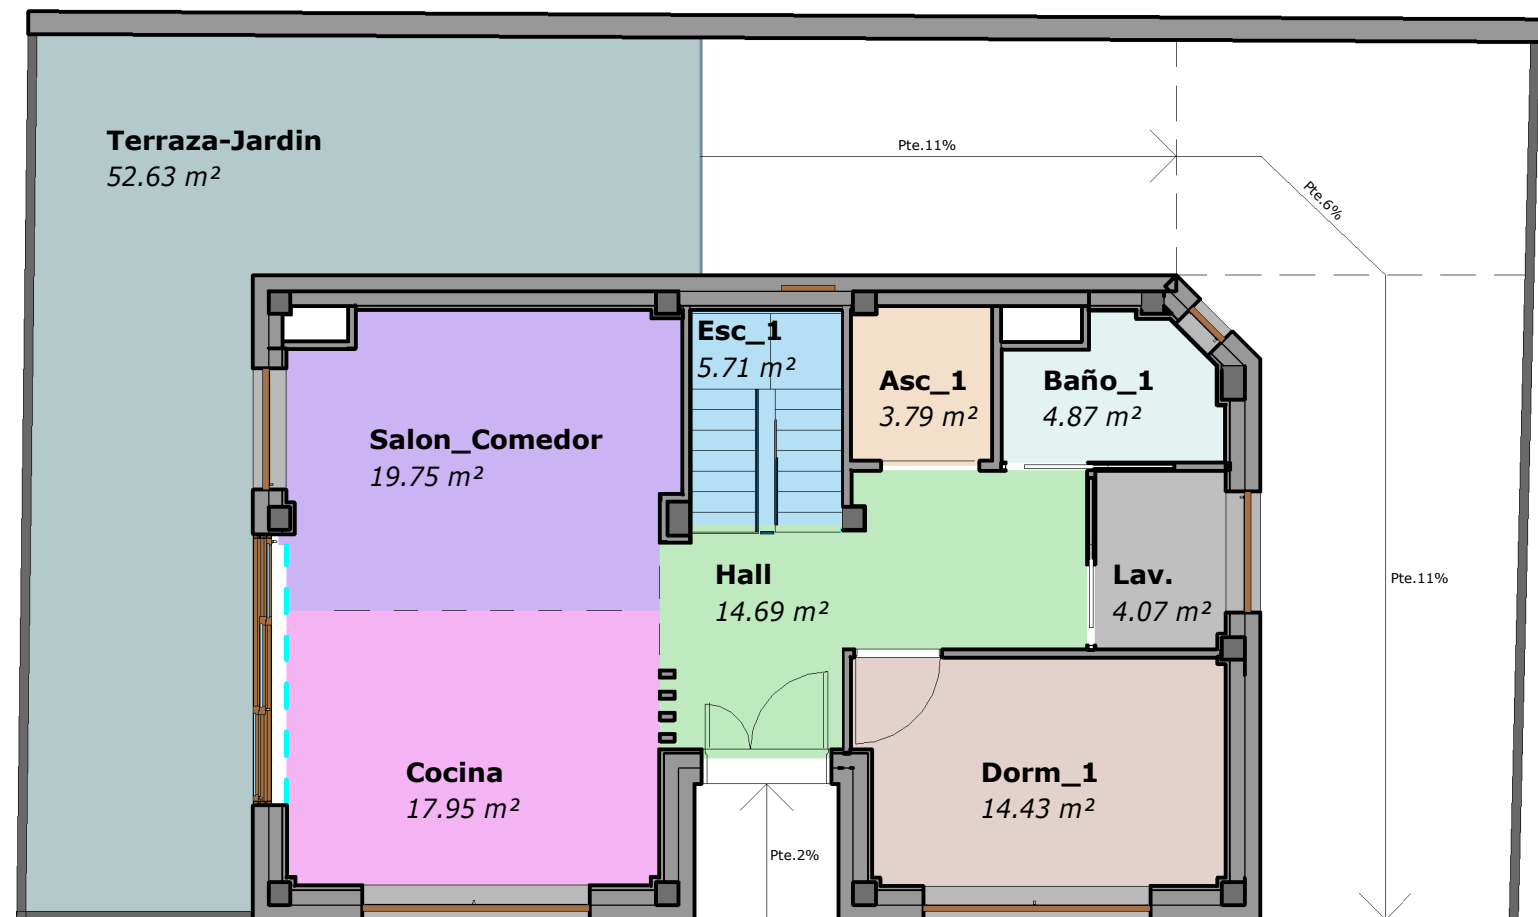 Terraza-Jardin
52.63 m²
Pte.11%
Pte.6%
Esc_1
5.71 m²
Asc_1
3.79 m²
Baño_1
4.87 m²
Salon_Comedor
19.75 m²
Hall
14.69 m²
Lav.
4.07 m²
Pte.11%
Cocina
17.95 m²
Dorm_1
14.43 m²
Pte.2%